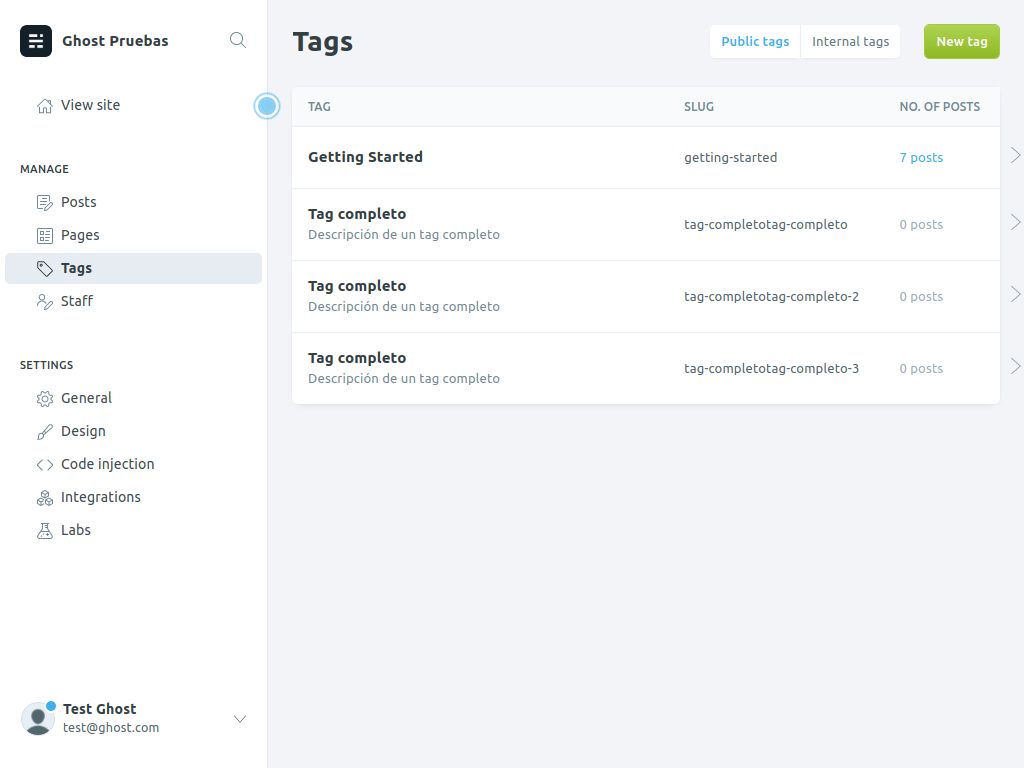 Ghost Pruebas
View site
MANAGE
Posts
Pages
Tags
Staff
SETTINGS
General
Design
Code injection
Integrations
Labs
Test Ghost
test@ghost.com
Tags
Public tags Internal tags New tag
TAG SLUG NO. OF POSTS
Getting Started getting-started 7 posts
Tag completo
Descripción de un tag completo tag-completotag-completo 0 posts
Tag completo
Descripción de un tag completo tag-completotag-completo-2 0 posts
Tag completo
Descripción de un tag completo tag-completotag-completo-3 0 posts